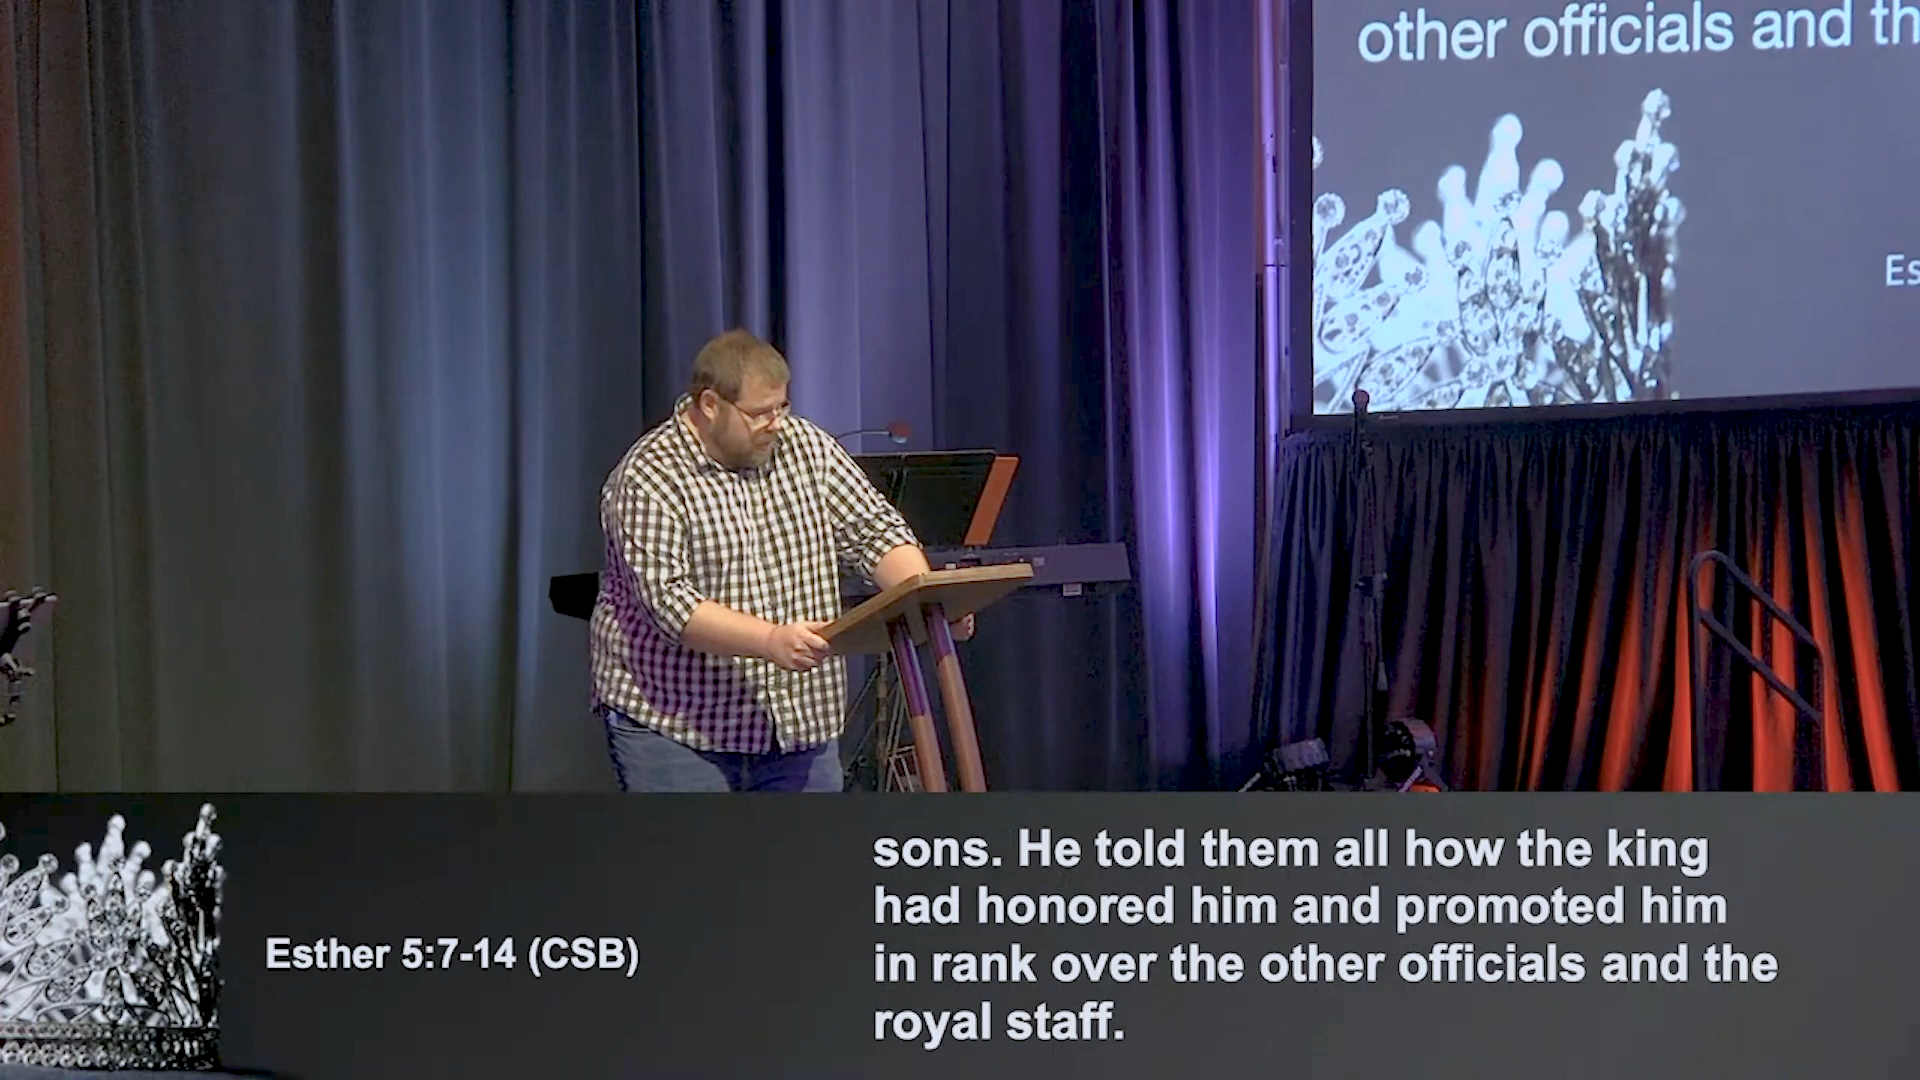 other officials and th
Es
Esther 5:7-14 (CSB)
sons. He told them all how the king
had honored him and promoted him
in rank over the other officials and the
royal staff.